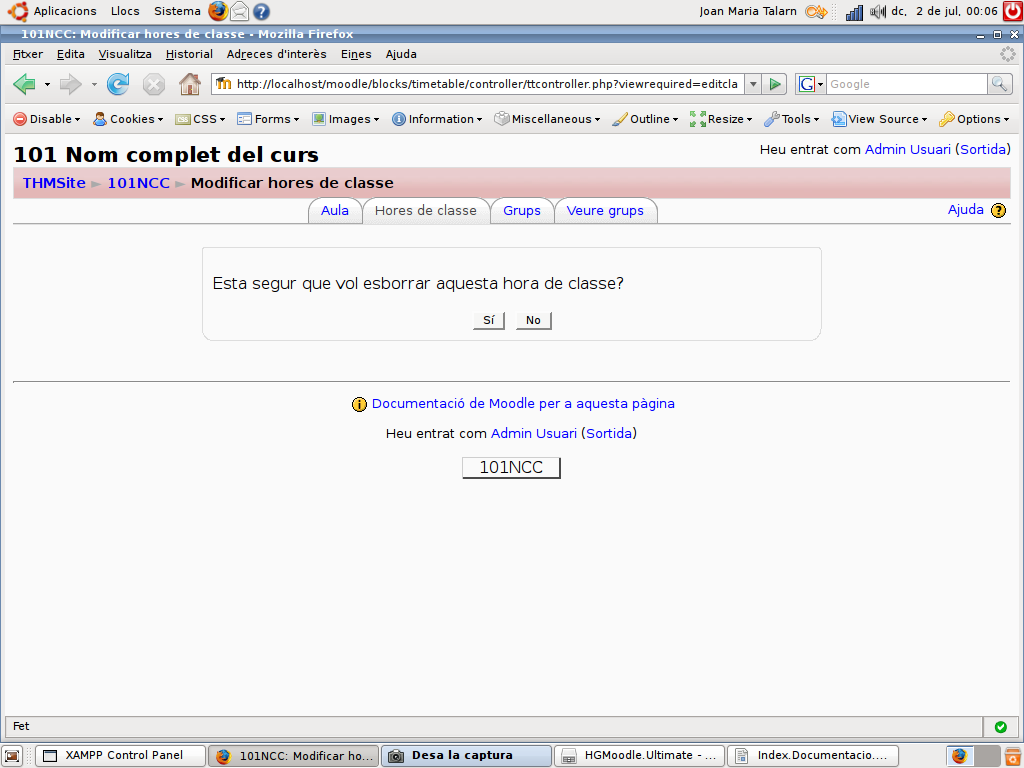 Aplicacions Llocs Sistema Joan Maria Talarn dc, 2 de jul, 00:06
101NCC: Modificar hores de classe - Mozilla Firefox
Fitxer Edita Visualitza Historial Adreces d'interès Eines Ajuda
http://localhost/moodle/blocks/timetable/controller/ttcontroller.php?viewrequired=editcla G Google
Disable Cookies CSS Forms Images Information Miscellaneous Outline Resize Tools View Source Options
101 Nom complet del curs Heu entrat com Admin Usuari (Sortida)
THMSite ► 101NCC ► Modificar hores de classe
Aula Hores de classe Grups Veure grups Ajuda
Esta segur que vol esborrar aquesta hora de classe?
Sí No
Documentació de Moodle per a aquesta pàgina
Heu entrat com Admin Usuari (Sortida)
101NCC
Fet
XAMPP Control Panel 101NCC: Modificar ho... Desa la captura HGMoodle.Ultimate - ... Index.Documentacio....